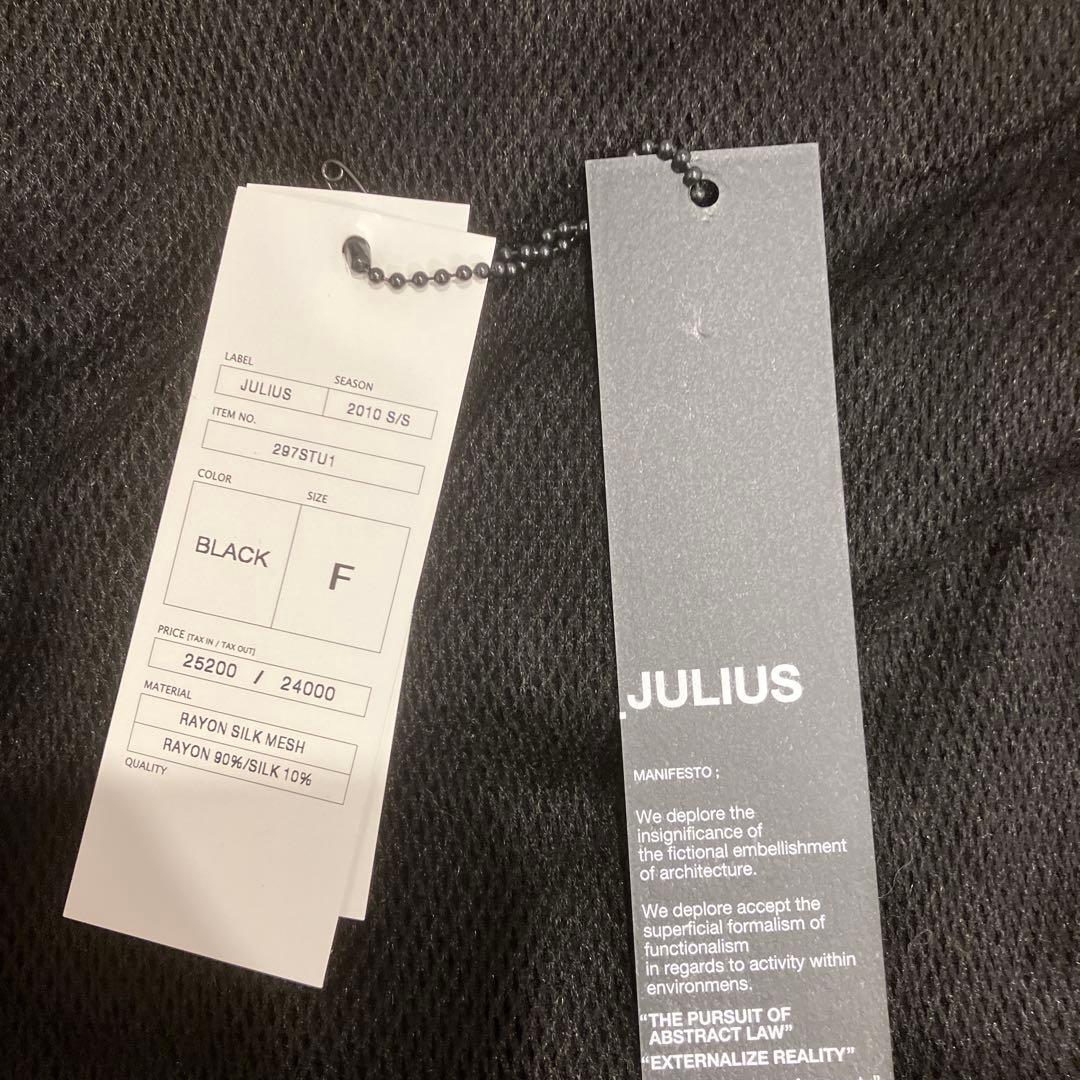 LABEL
SEASON
JULIUS
2010 S/S
ITEM NO.
297STU1
COLOR
SIZE
BLACK
F
PRICE [TAX IN / TAX OUT]
25200 / 24000
MATERIAL
RAYON SILK MESH
RAYON 90%/SILK 10%
QUALITY
_JULIUS
MANIFESTO ;
We deplore the
insignificance of
the fictional embellishment
of architecture.
We deplore accept the
superficial formalism of
functionalism
in regards to activity within
environmens.
“THE PURSUIT OF
ABSTRACT LAW”
“EXTERNALIZE REALITY”